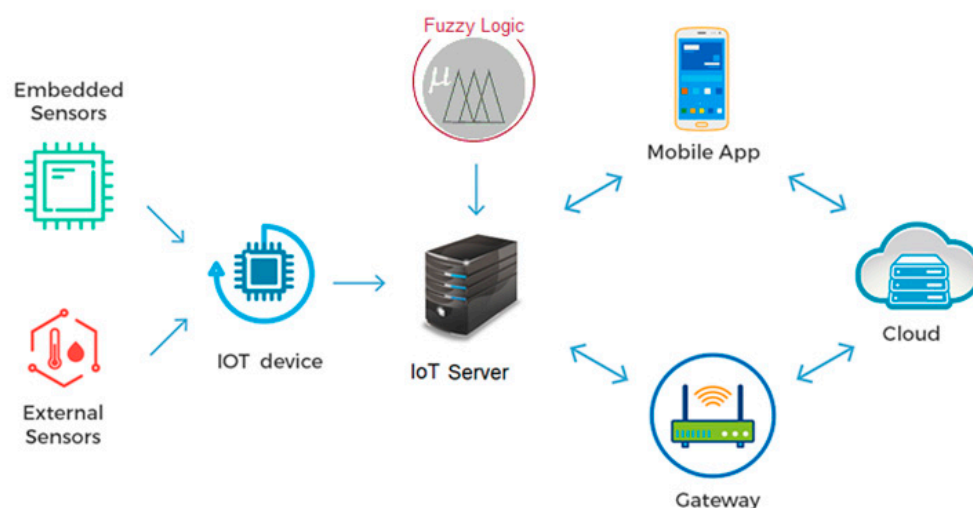 Fuzzy Logic
μ
Embedded
Sensors
Mobile App
IOT device
IoT Server
Cloud
External
Sensors
Gateway